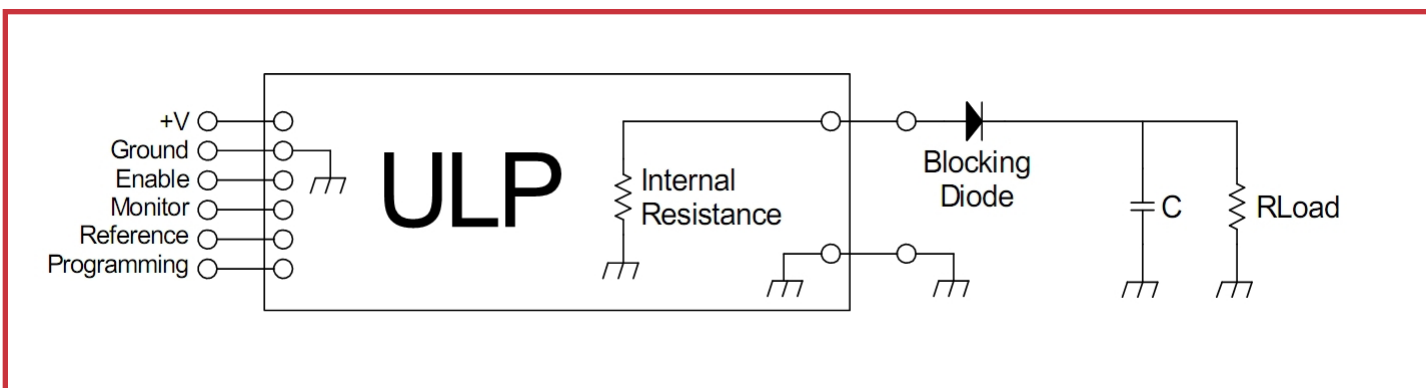 +V
Ground
Enable
Monitor
Reference
Programming
ULP
Internal
Resistance
Blocking
Diode
C
RLoad